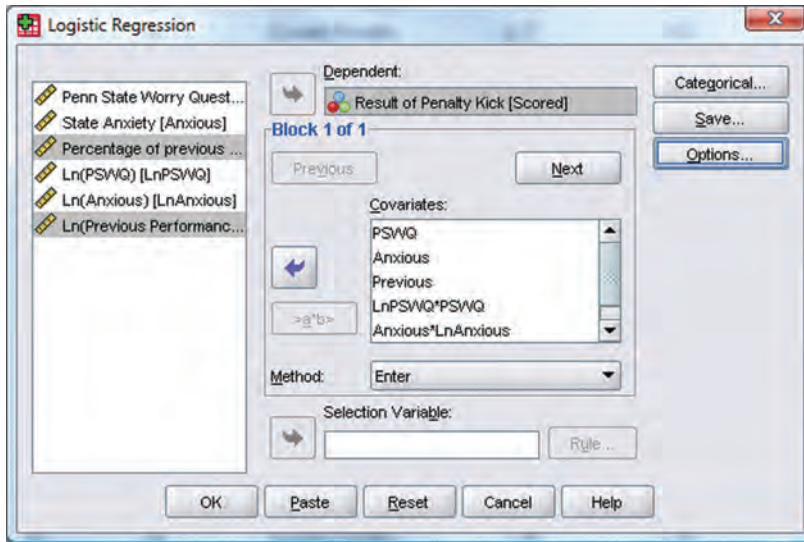 Logistic Regression
Penn State Worry Quest...
State Anxiety [Anxious]
Percentage of previous ...
Ln(PSWQ) [LnPSWQ]
Ln(Anxious) [LnAnxious]
Ln(Previous Performanc...
Dependent:
Result of Penalty Kick [Scored]
Block 1 of 1
Previous
Next
Covariates:
PSWQ
Anxious
Previous
LnPSWQ*PSWQ
Anxious*LnAnxious
>a*b>
Method:
Enter
Selection Variable:
Rule...
Categorical...
Save...
Options...
OK
Paste
Reset
Cancel
Help